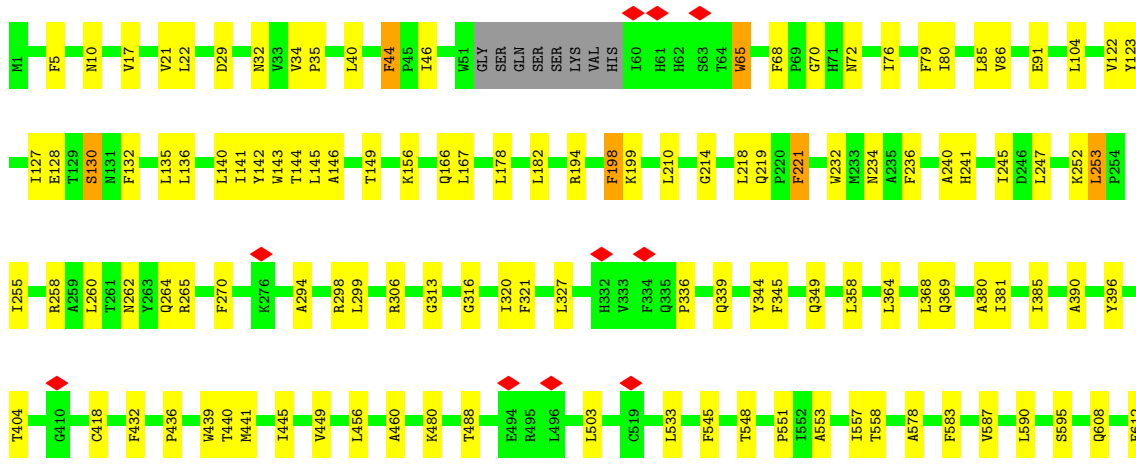 M1 F5 N10 V17 V21 L22 D29 N32 V33 V34 P35 L40 F44 P45 I46 W51 GLY SER GLN SER SER LYS VAL HIS I60 H61 H62 S63 T64 W65 F68 P69 G70 H71 N72 I76 F79 I80 L85 V86 E91 L104 V122 Y123
I127 E128 T129 S130 N131 F132 L135 L136 L140 I141 Y142 W143 T144 L145 A146 T149 K156 Q166 L167 L178 L182 R194 F198 K199 L210 G214 L218 Q219 P220 F221 W232 M233 N234 A235 F236 A240 H241 I245 D246 L247 K252 L253 P254
I255 R258 A259 L260 T261 N262 Y263 Q264 R265 F270 K276 A294 R298 L299 R306 G313 G316 I320 F321 L327 H332 V333 F334 Q335 P336 Q339 Y344 F345 Q349 L358 L364 L368 Q369 A380 I381 I385 A390 Y396
T404 G410 C418 F432 P436 W439 T440 M441 I445 V449 L456 A460 K480 T488 E494 R495 L496 L503 C519 L533 F545 T548 P551 I552 A553 I557 T558 A578 F583 V587 L590 S595 Q608